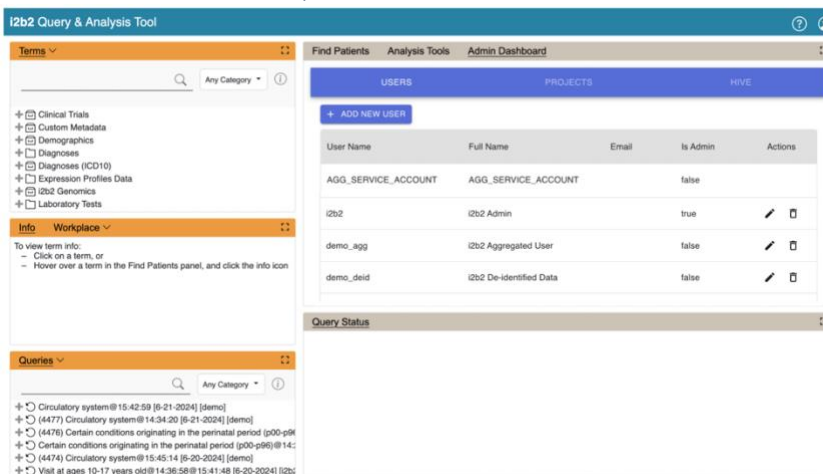 i2b2 Query & Analysis Tool
Terms
Any Category
Clinical Trials
Custom Metadata
Demographics
Diagnoses
Diagnoses (ICD10)
Expression Profiles Data
i2b2 Genomics
Laboratory Tests
Info Workplace
To view term info:
– Click on a term, or
– Hover over a term in the Find Patients panel, and click the info icon
Queries
Any Category
Circulatory system@15:42:59 [6-21-2024] [demo]
(4477) Circulatory system@14:34:20 [6-21-2024] [demo]
(4476) Certain conditions originating in the perinatal period (p00-p96
Certain conditions originating in the perinatal period (p00-p96)@14:
(4474) Circulatory system@15:45:14 [6-20-2024] [demo]
Visit at ages 10-17 years old@14:36:58@15:41:48 [6-20-2024] [i2b2
Find Patients Analysis Tools Admin Dashboard
USERS PROJECTS HIVE
+ ADD NEW USER
User Name Full Name Email Is Admin Actions
AGG_SERVICE_ACCOUNT AGG_SERVICE_ACCOUNT false
i2b2 i2b2 Admin true
demo_agg i2b2 Aggregated User false
demo_deid i2b2 De-identified Data false
Query Status